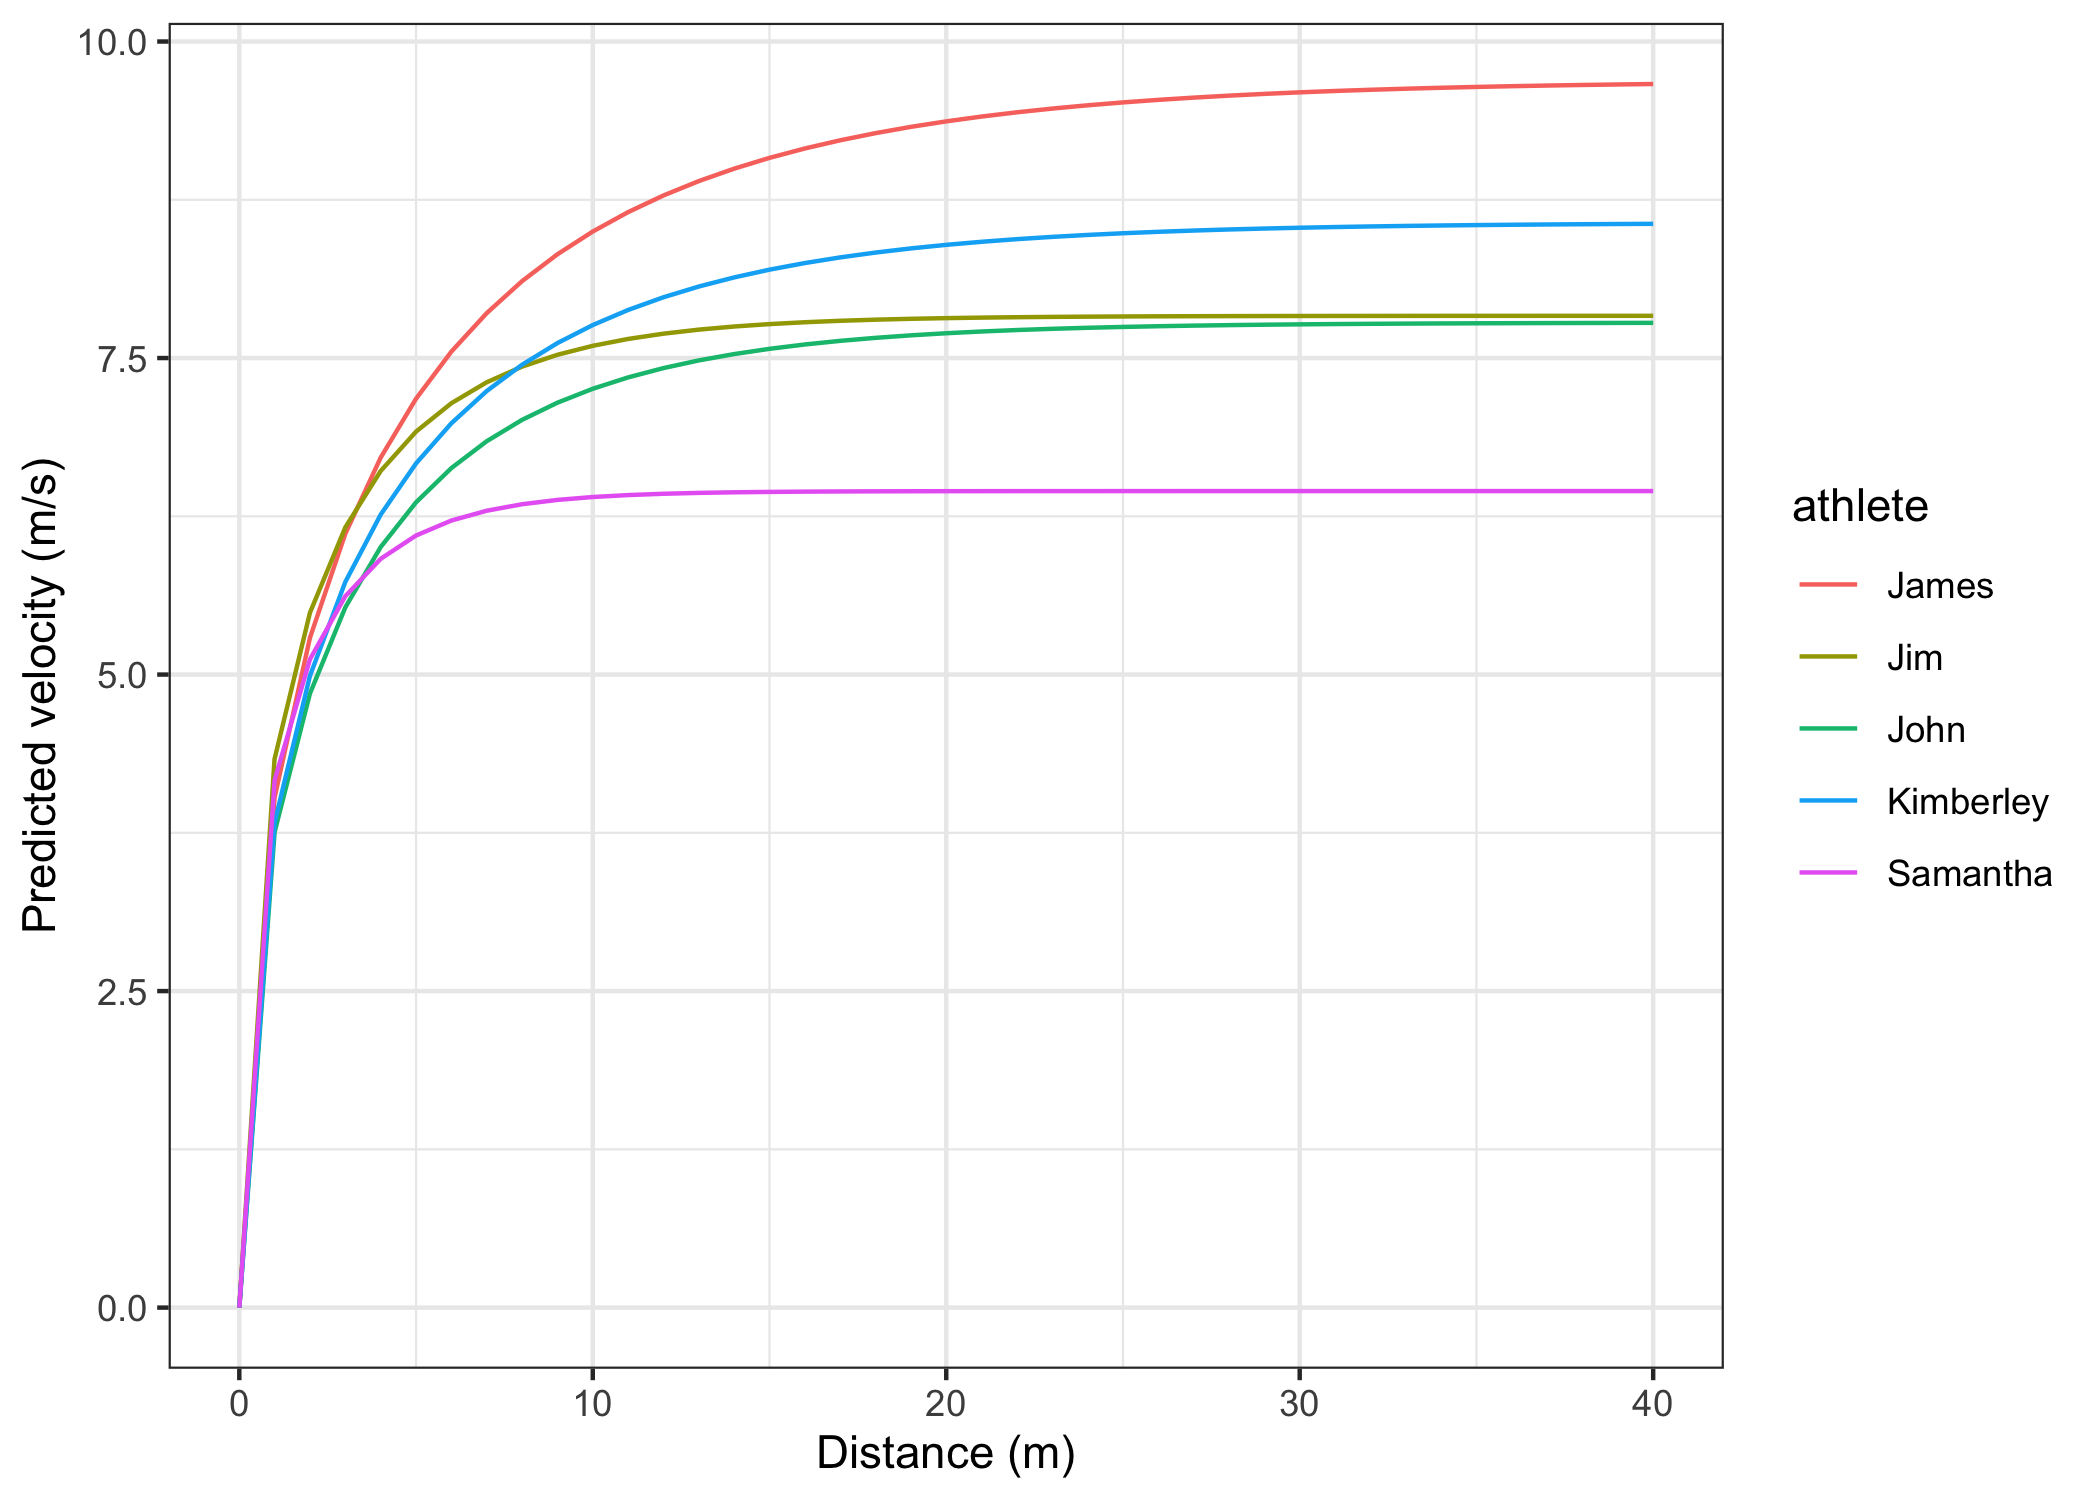 10.0
7.5
5.0
2.5
0.0
Predicted velocity (m/s)
0 10 20 30 40
Distance (m)
athlete
James
Jim
John
Kimberley
Samantha